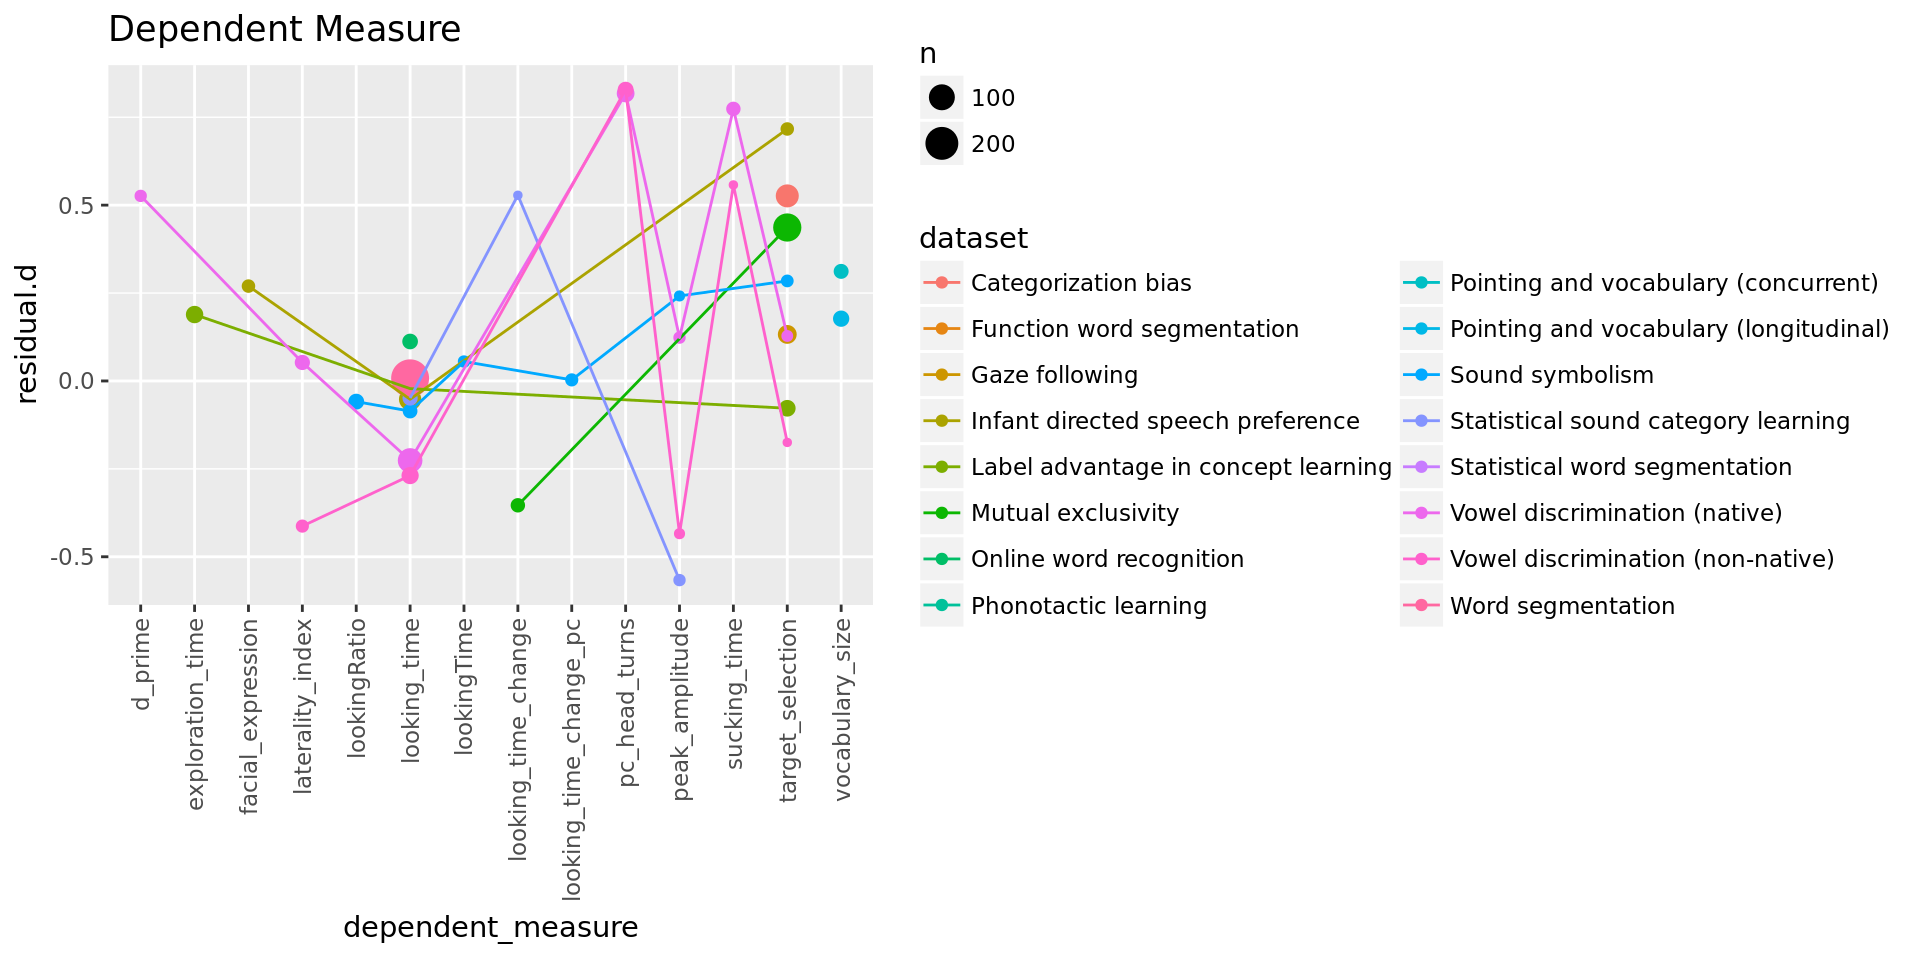 Dependent Measure
residual.d
0.5
0.0
-0.5
d_prime
exploration_time
facial_expression
laterality_index
lookingRatio
looking_time
lookingTime
looking_time_change
looking_time_change_pc
pc_head_turns
peak_amplitude
sucking_time
target_selection
vocabulary_size
dependent_measure
n
100
200
dataset
Categorization bias
Function word segmentation
Gaze following
Infant directed speech preference
Label advantage in concept learning
Mutual exclusivity
Online word recognition
Phonotactic learning
Pointing and vocabulary (concurrent)
Pointing and vocabulary (longitudinal)
Sound symbolism
Statistical sound category learning
Statistical word segmentation
Vowel discrimination (native)
Vowel discrimination (non-native)
Word segmentation